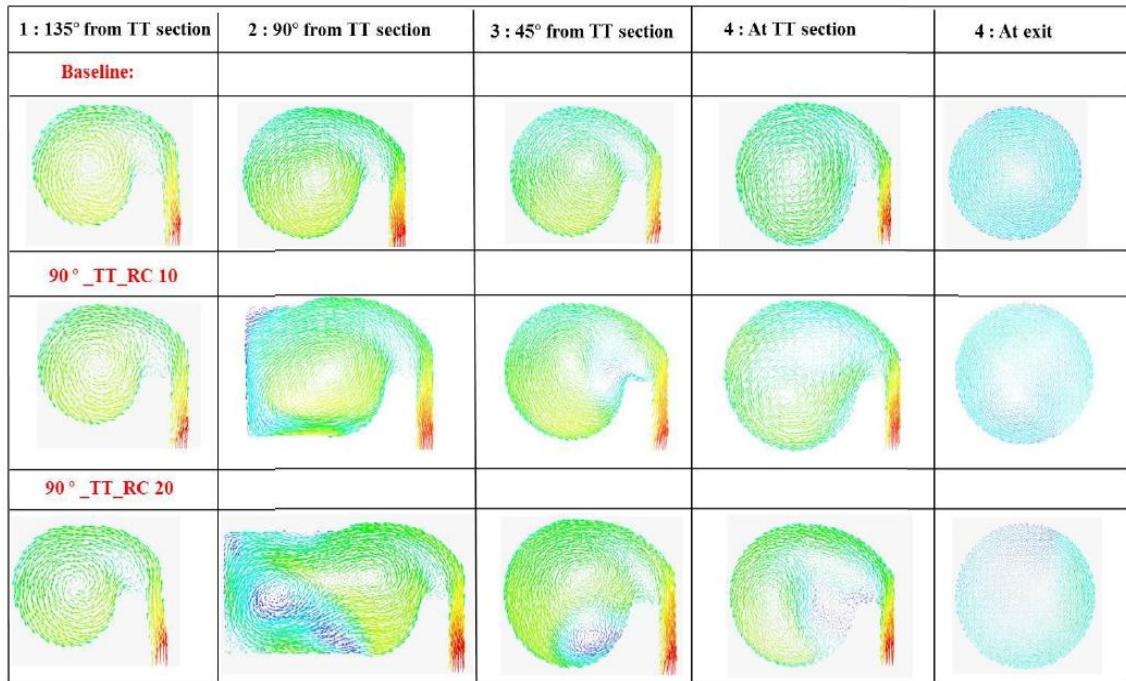 1 : 135° from TT section
2 : 90° from TT section
3 : 45° from TT section
4 : At TT section
4 : At exit
Baseline:
90 ° _TT_RC 10
90 ° _TT_RC 20